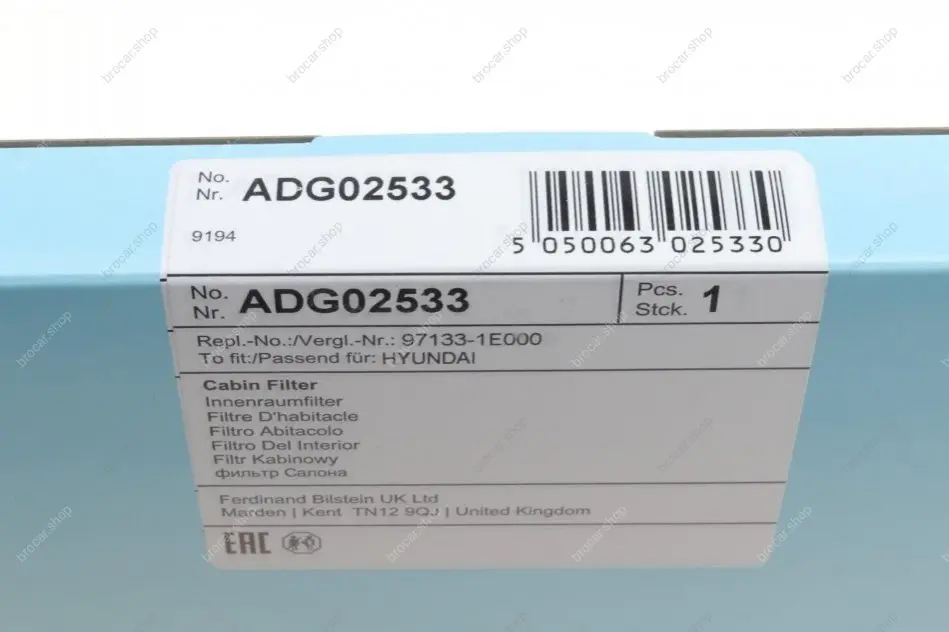 No.
Nr. ADG02533
9194
5 050063 025330
No.
Nr. ADG02533
Pcs.
Stck. 1
Repl.-No.:/Vergl.-Nr.: 97133-1E000
To fit:/Passend für: HYUNDAI
Cabin Filter
Innenraumfilter
Filtre D'habitacle
Filtro Abitacolo
Filtro Del Interior
Filtr Kabinowy
фильтр Салона
Ferdinand Bilstein UK Ltd
Marden | Kent TN12 9QJ | United Kingdom
EAC
brocar.shop